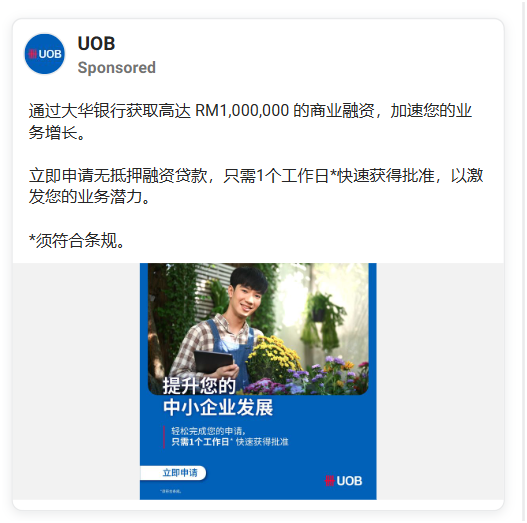 UOB
UOB
Sponsored
通过大华银行获取高达 RM1,000,000 的商业融资，加速您的业
务增长。
立即申请无抵押融资贷款，只需1个工作日*快速获得批准，以激
发您的业务潜力。
*须符合条规。
提升您的
中小企业发展
轻松完成您的申请，
只需1个工作日* 快速获得批准
立即申请
UOB
*须符合条规。